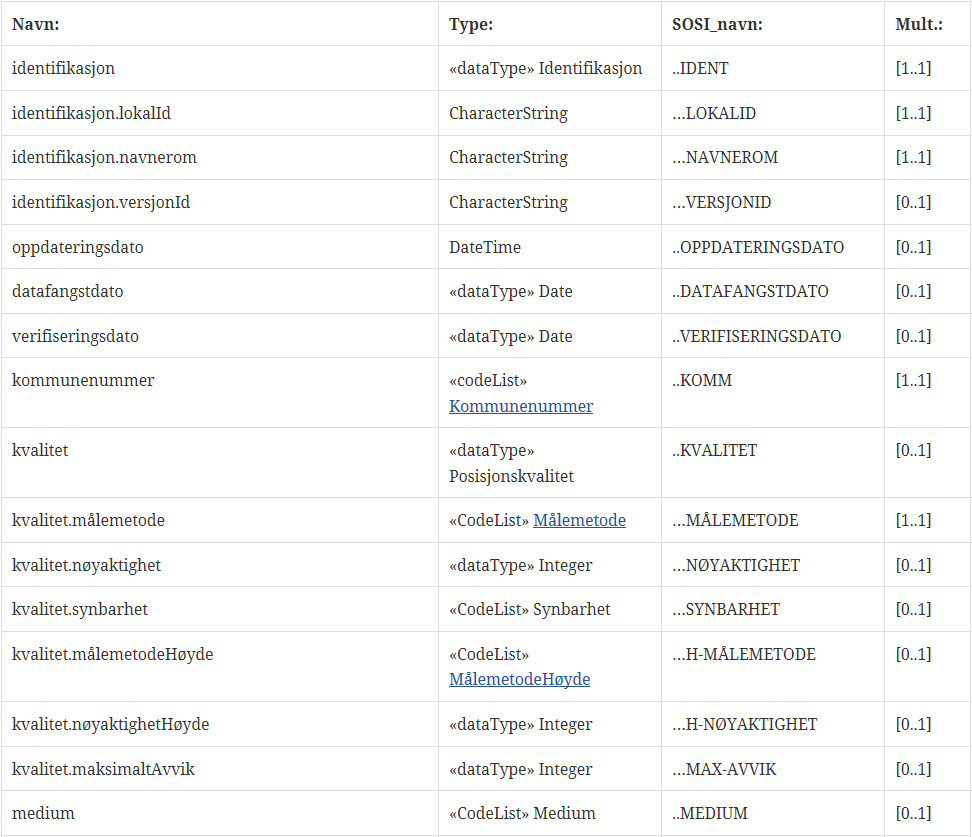 Navn: Type: SOSI_navn: Mult.:
identifikasjon «dataType» Identifikasjon ..IDENT [1..1]
identifikasjon.lokalId CharacterString ...LOKALID [1..1]
identifikasjon.navnerom CharacterString ...NAVNEROM [1..1]
identifikasjon.versjonId CharacterString ...VERSJONID [0..1]
oppdateringsdato DateTime ..OPPDATERINGSDATO [0..1]
datafangstdato «dataType» Date ..DATAFANGSTDATO [0..1]
verifiseringsdato «dataType» Date ..VERIFISERINGSDATO [0..1]
kommunenummer «codeList» ..KOMM [1..1]
Kommunenummer
kvalitet «dataType» ..KVALITET [0..1]
Posisjonskvalitet
kvalitet.målemetode «CodeList» Målemetode ...MÅLEMETODE [1..1]
kvalitet.nøyaktighet «dataType» Integer ...NØYAKTIGHET [0..1]
kvalitet.synbarhet «CodeList» Synbarhet ...SYNBARHET [0..1]
kvalitet.målemetodeHøyde «CodeList» ...H-MÅLEMETODE [0..1]
MålemetodeHøyde
kvalitet.nøyaktighetHøyde «dataType» Integer ...H-NØYAKTIGHET [0..1]
kvalitet.maksimaltAvvik «dataType» Integer ...MAX-AVVIK [0..1]
medium «CodeList» Medium ..MEDIUM [0..1]